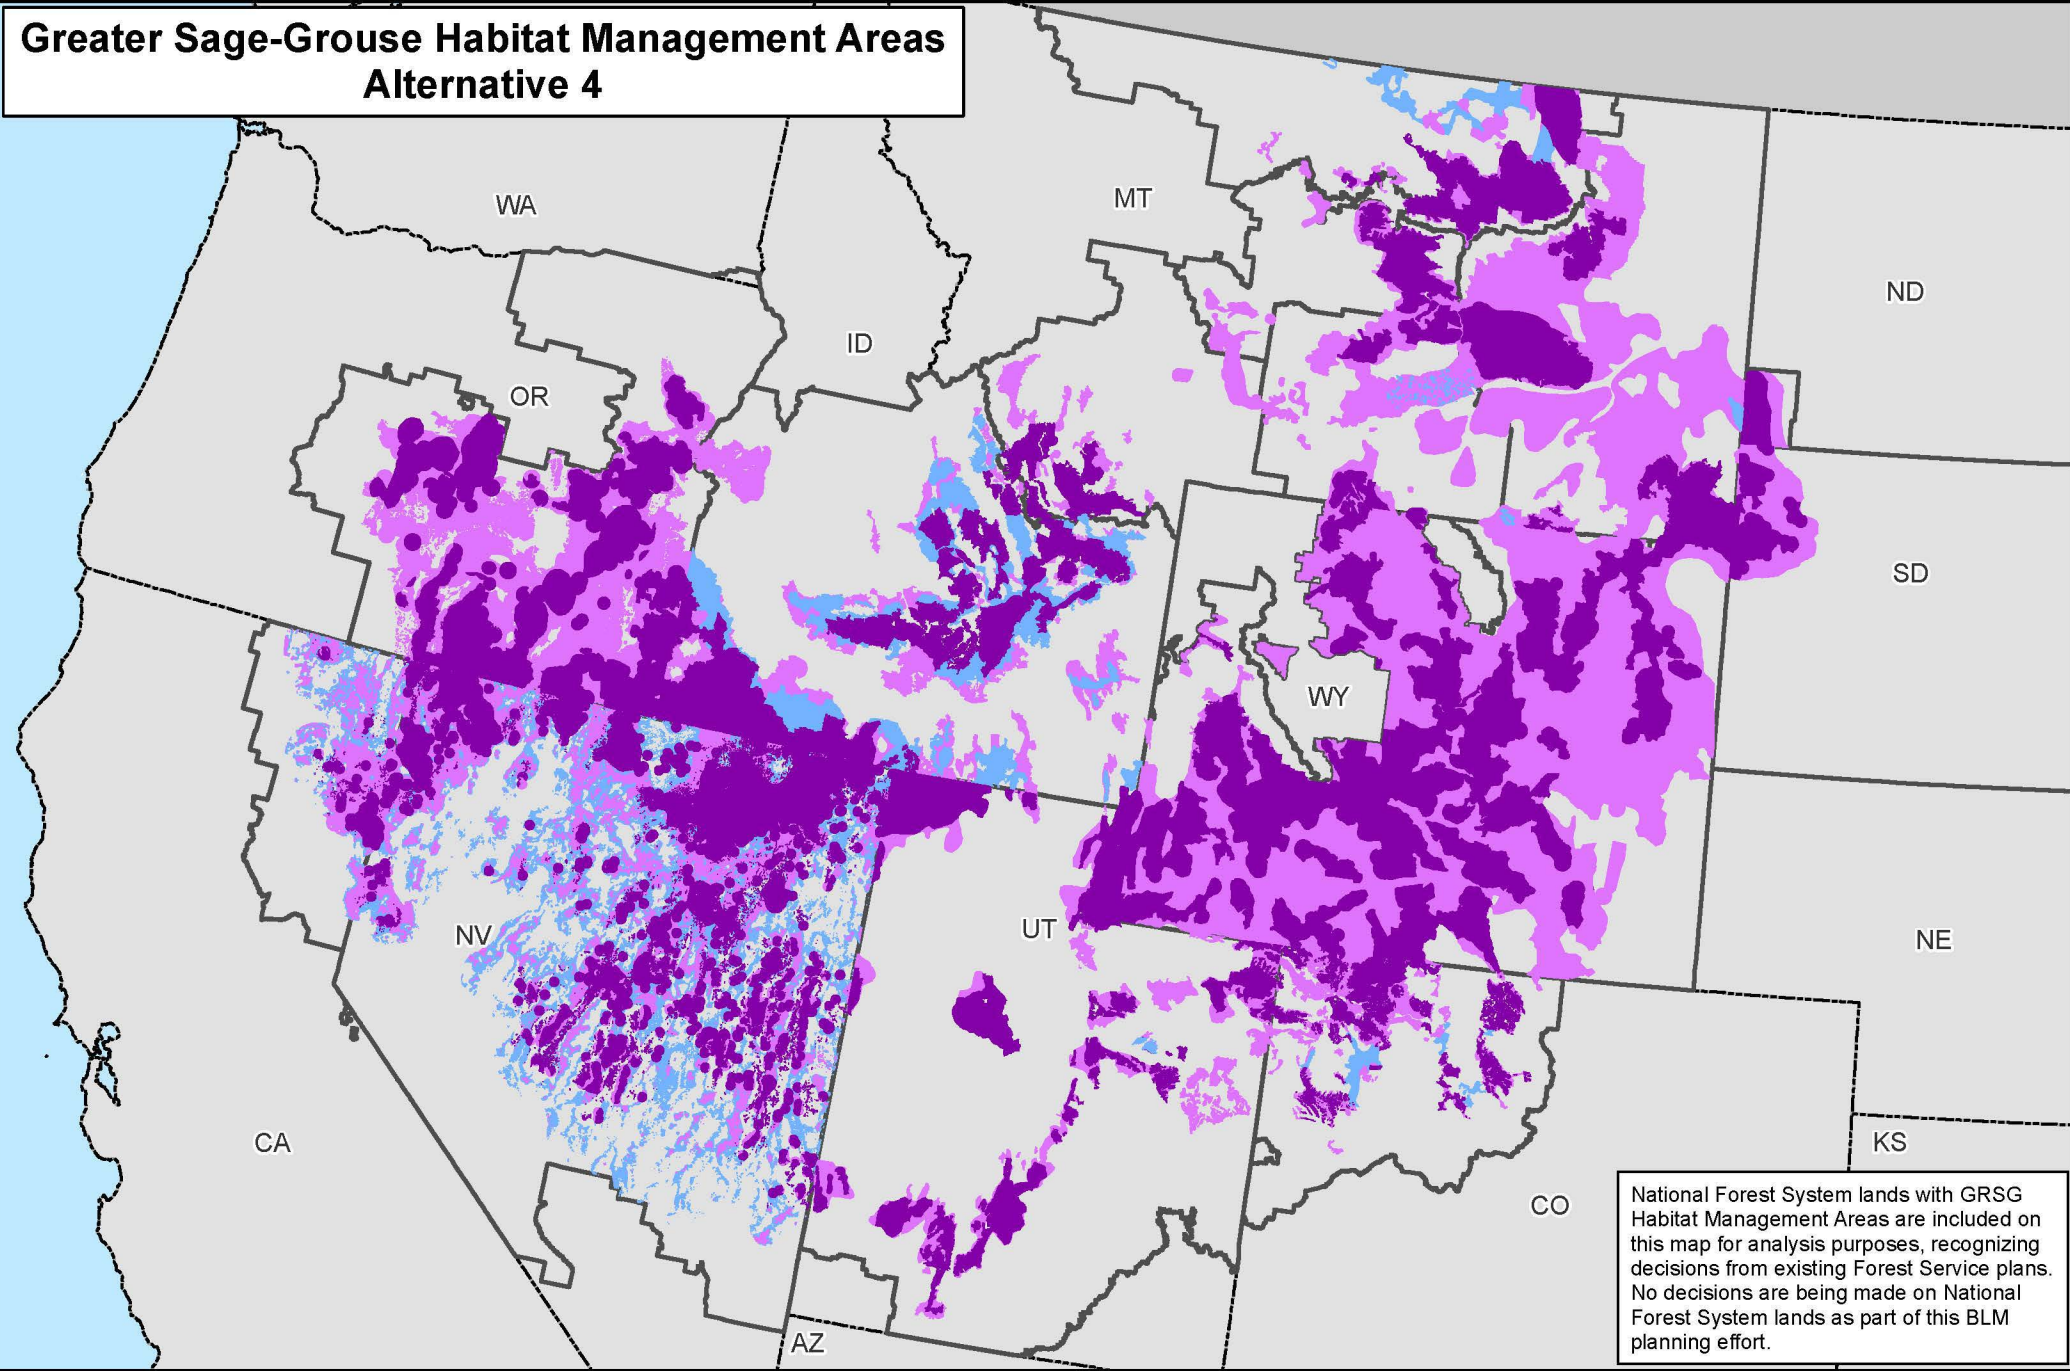 Greater Sage-Grouse Habitat Management Areas
Alternative 4
WA
MT
ND
ID
OR
SD
WY
NV
UT
NE
CA
KS
CO
AZ
National Forest System lands with GRSG
Habitat Management Areas are included on
this map for analysis purposes, recognizing
decisions from existing Forest Service plans.
No decisions are being made on National
Forest System lands as part of this BLM
planning effort.